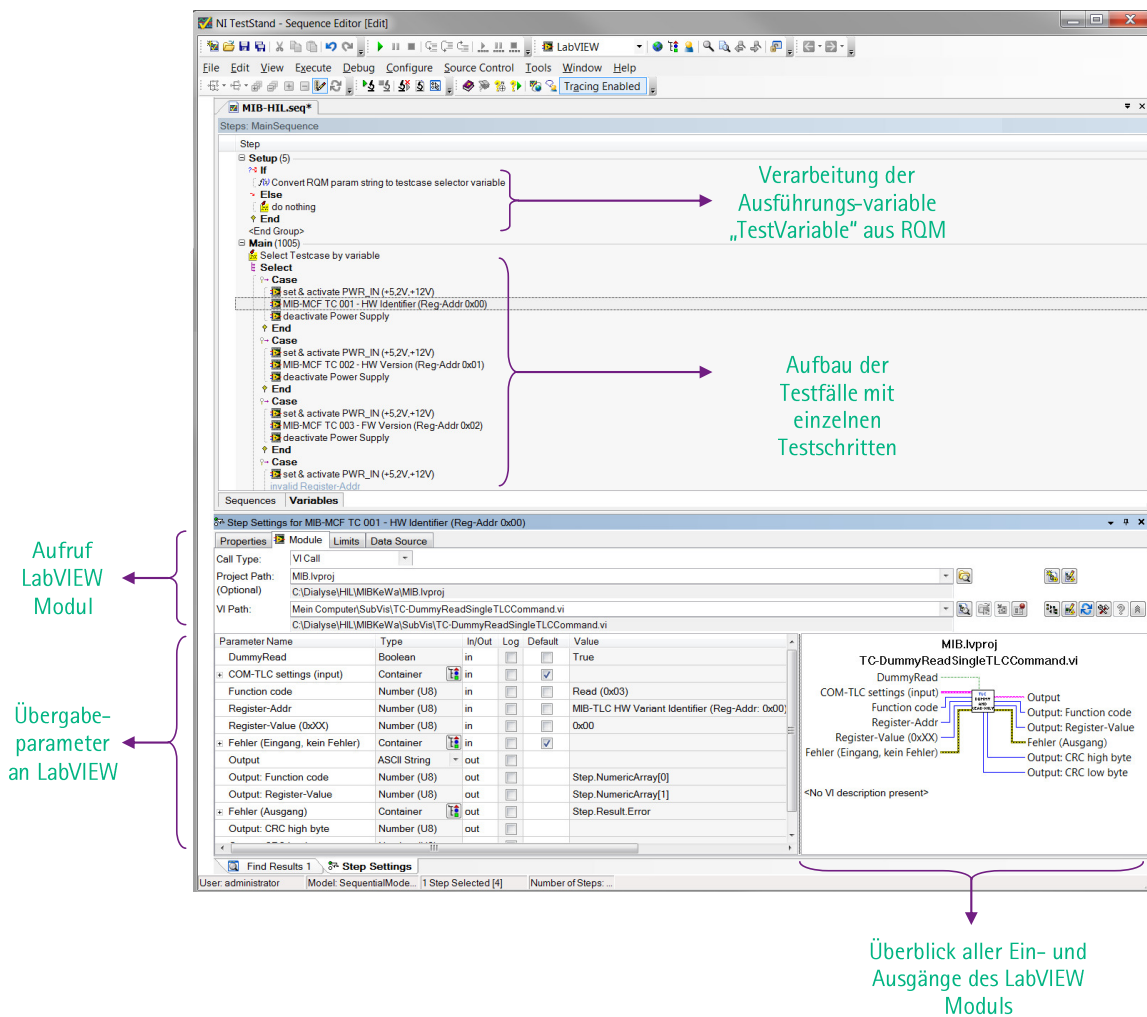 NI TestStand - Sequence Editor [Edit]
LabVIEW
File Edit View Execute Debug Configure Source Control Tools Window Help
Tracing Enabled
MIB-HIL.seq*
Steps: MainSequence
Step
Setup (5)
If
Convert RQM param string to testcase selector variable
Else
do nothing
End
<End Group>
Main (1005)
Select Testcase by variable
Select
Case
set & activate PWR_IN (+5,2V,+12V)
MIB-MCF TC 001 - HW Identifier (Reg-Addr 0x00)
deactivate Power Supply
End
Case
set & activate PWR_IN (+5,2V,+12V)
MIB-MCF TC 002 - HW Version (Reg-Addr 0x01)
deactivate Power Supply
End
Case
set & activate PWR_IN (+5,2V,+12V)
MIB-MCF TC 003 - FW Version (Reg-Addr 0x02)
deactivate Power Supply
End
Case
set & activate PWR_IN (+5,2V,+12V)
invalid Register-Addr
Verarbeitung der
Ausführungs-variable
„TestVariable" aus RQM
Aufbau der
Testfälle mit
einzelnen
Testschritten
Sequences Variables
Step Settings for MIB-MCF TC 001 - HW Identifier (Reg-Addr 0x00)
Properties Module Limits Data Source
Call Type: VI Call
Project Path: MIB.lvproj
(Optional) C:\Dialyse\HIL\MIBKeWa\MIB.lvproj
VI Path: Mein Computer\SubVis\TC-DummyReadSingleTLCCommand.vi
C:\Dialyse\HIL\MIBKeWa\SubVis\TC-DummyReadSingleTLCCommand.vi
Aufruf
LabVIEW
Modul
Parameter Name Type In/Out Log Default Value
DummyRead Boolean in True
COM-TLC settings (input) Container in
Function code Number (U8) in Read (0x03)
Register-Addr Number (U8) in MIB-TLC HW Variant Identifier (Reg-Addr: 0x00)
Register-Value (0xXX) Number (U8) in 0x00
Fehler (Eingang, kein Fehler) Container in
Output ASCII String out
Output: Function code Number (U8) out Step.NumericArray[0]
Output: Register-Value Number (U8) out Step.NumericArray[1]
Fehler (Ausgang) Container out Step.Result.Error
Output: CRC high byte Number (U8) out
Übergabe-
parameter
an LabVIEW
MIB.lvproj
TC-DummyReadSingleTLCCommand.vi
DummyRead
COM-TLC settings (input)
Function code
Register-Addr
Register-Value (0xXX)
Fehler (Eingang, kein Fehler)
TLC
DUMMY
AND
READ-ONLY
Output
Output: Function code
Output: Register-Value
Fehler (Ausgang)
Output: CRC high byte
Output: CRC low byte
<No VI description present>
Find Results 1 Step Settings
User: administrator Model: SequentialMode... 1 Step Selected [4] Number of Steps: ...
Überblick aller Ein- und
Ausgänge des LabVIEW
Moduls